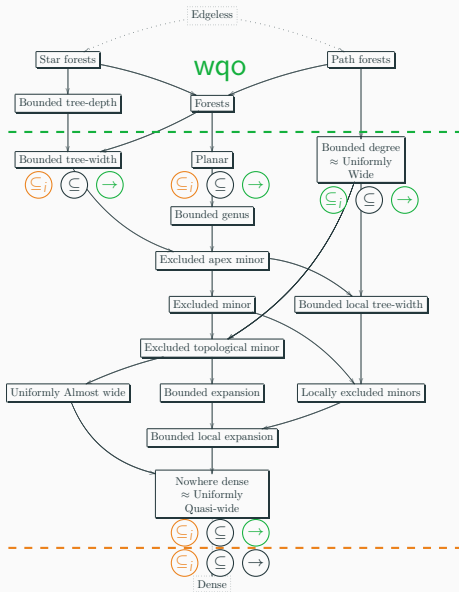 Edgeless
Star forests
wqo
Path forests
Bounded tree-depth
Forests
Bounded tree-width
Planar
Bounded degree
≈ Uniformly
Wide
⊆i ⊆ →
⊆i ⊆ →
⊆i ⊆ →
Bounded genus
Excluded apex minor
Excluded minor
Bounded local tree-width
Excluded topological minor
Uniformly Almost wide
Bounded expansion
Locally excluded minors
Bounded local expansion
Nowhere dense
≈ Uniformly
Quasi-wide
⊆i ⊆ →
⊆i ⊆ →
Dense